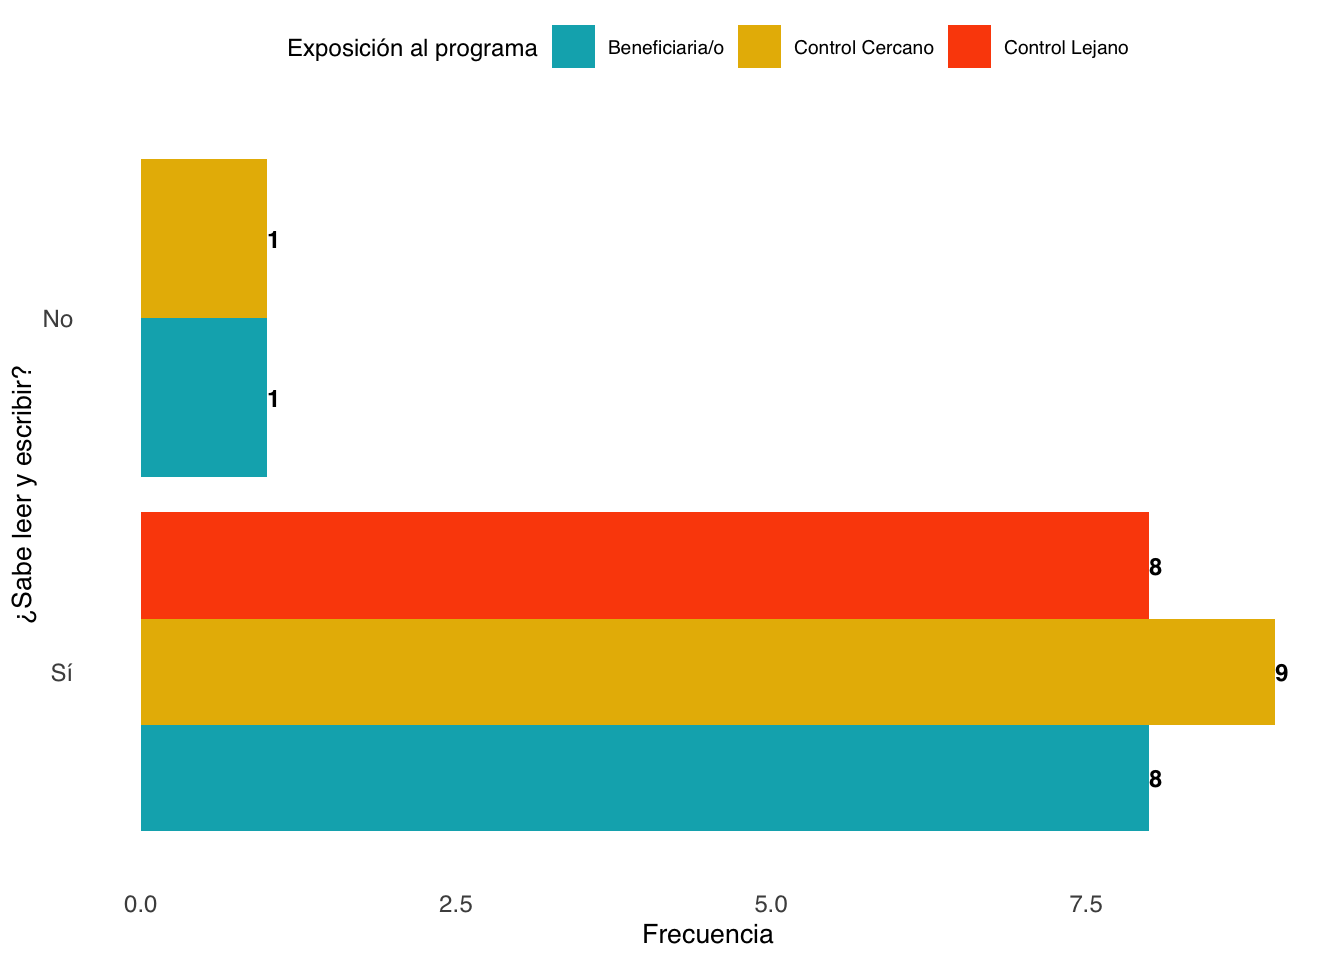 Exposición al programa Beneficiaria/o Control Cercano Control Lejano
1
No
1
¿Sabe leer y escribir?
8
Sí 9
8
0.0 2.5 5.0 7.5
Frecuencia